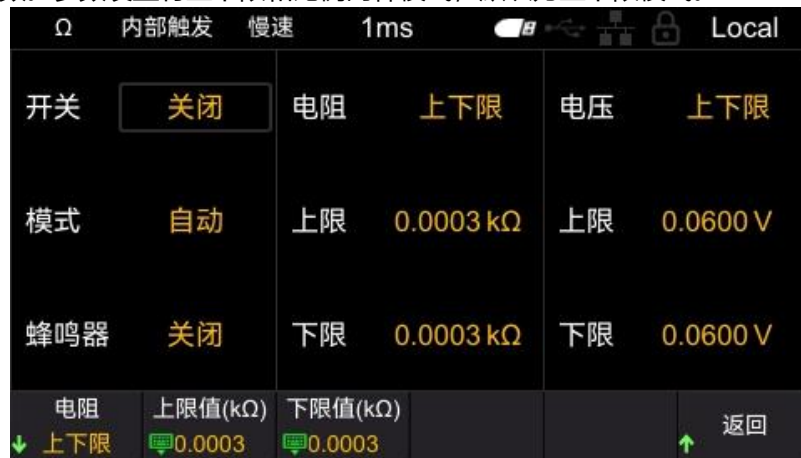 Ω 内部触发 慢速 1ms Local
开关 关闭 电阻 上下限 电压 上下限
模式 自动 上限 0.0003 kΩ 上限 0.0600 V
蜂鸣器 关闭 下限 0.0003 kΩ 下限 0.0600 V
电阻 上限值(kΩ) 下限值(kΩ) 返回
上下限 0.0003 0.0003